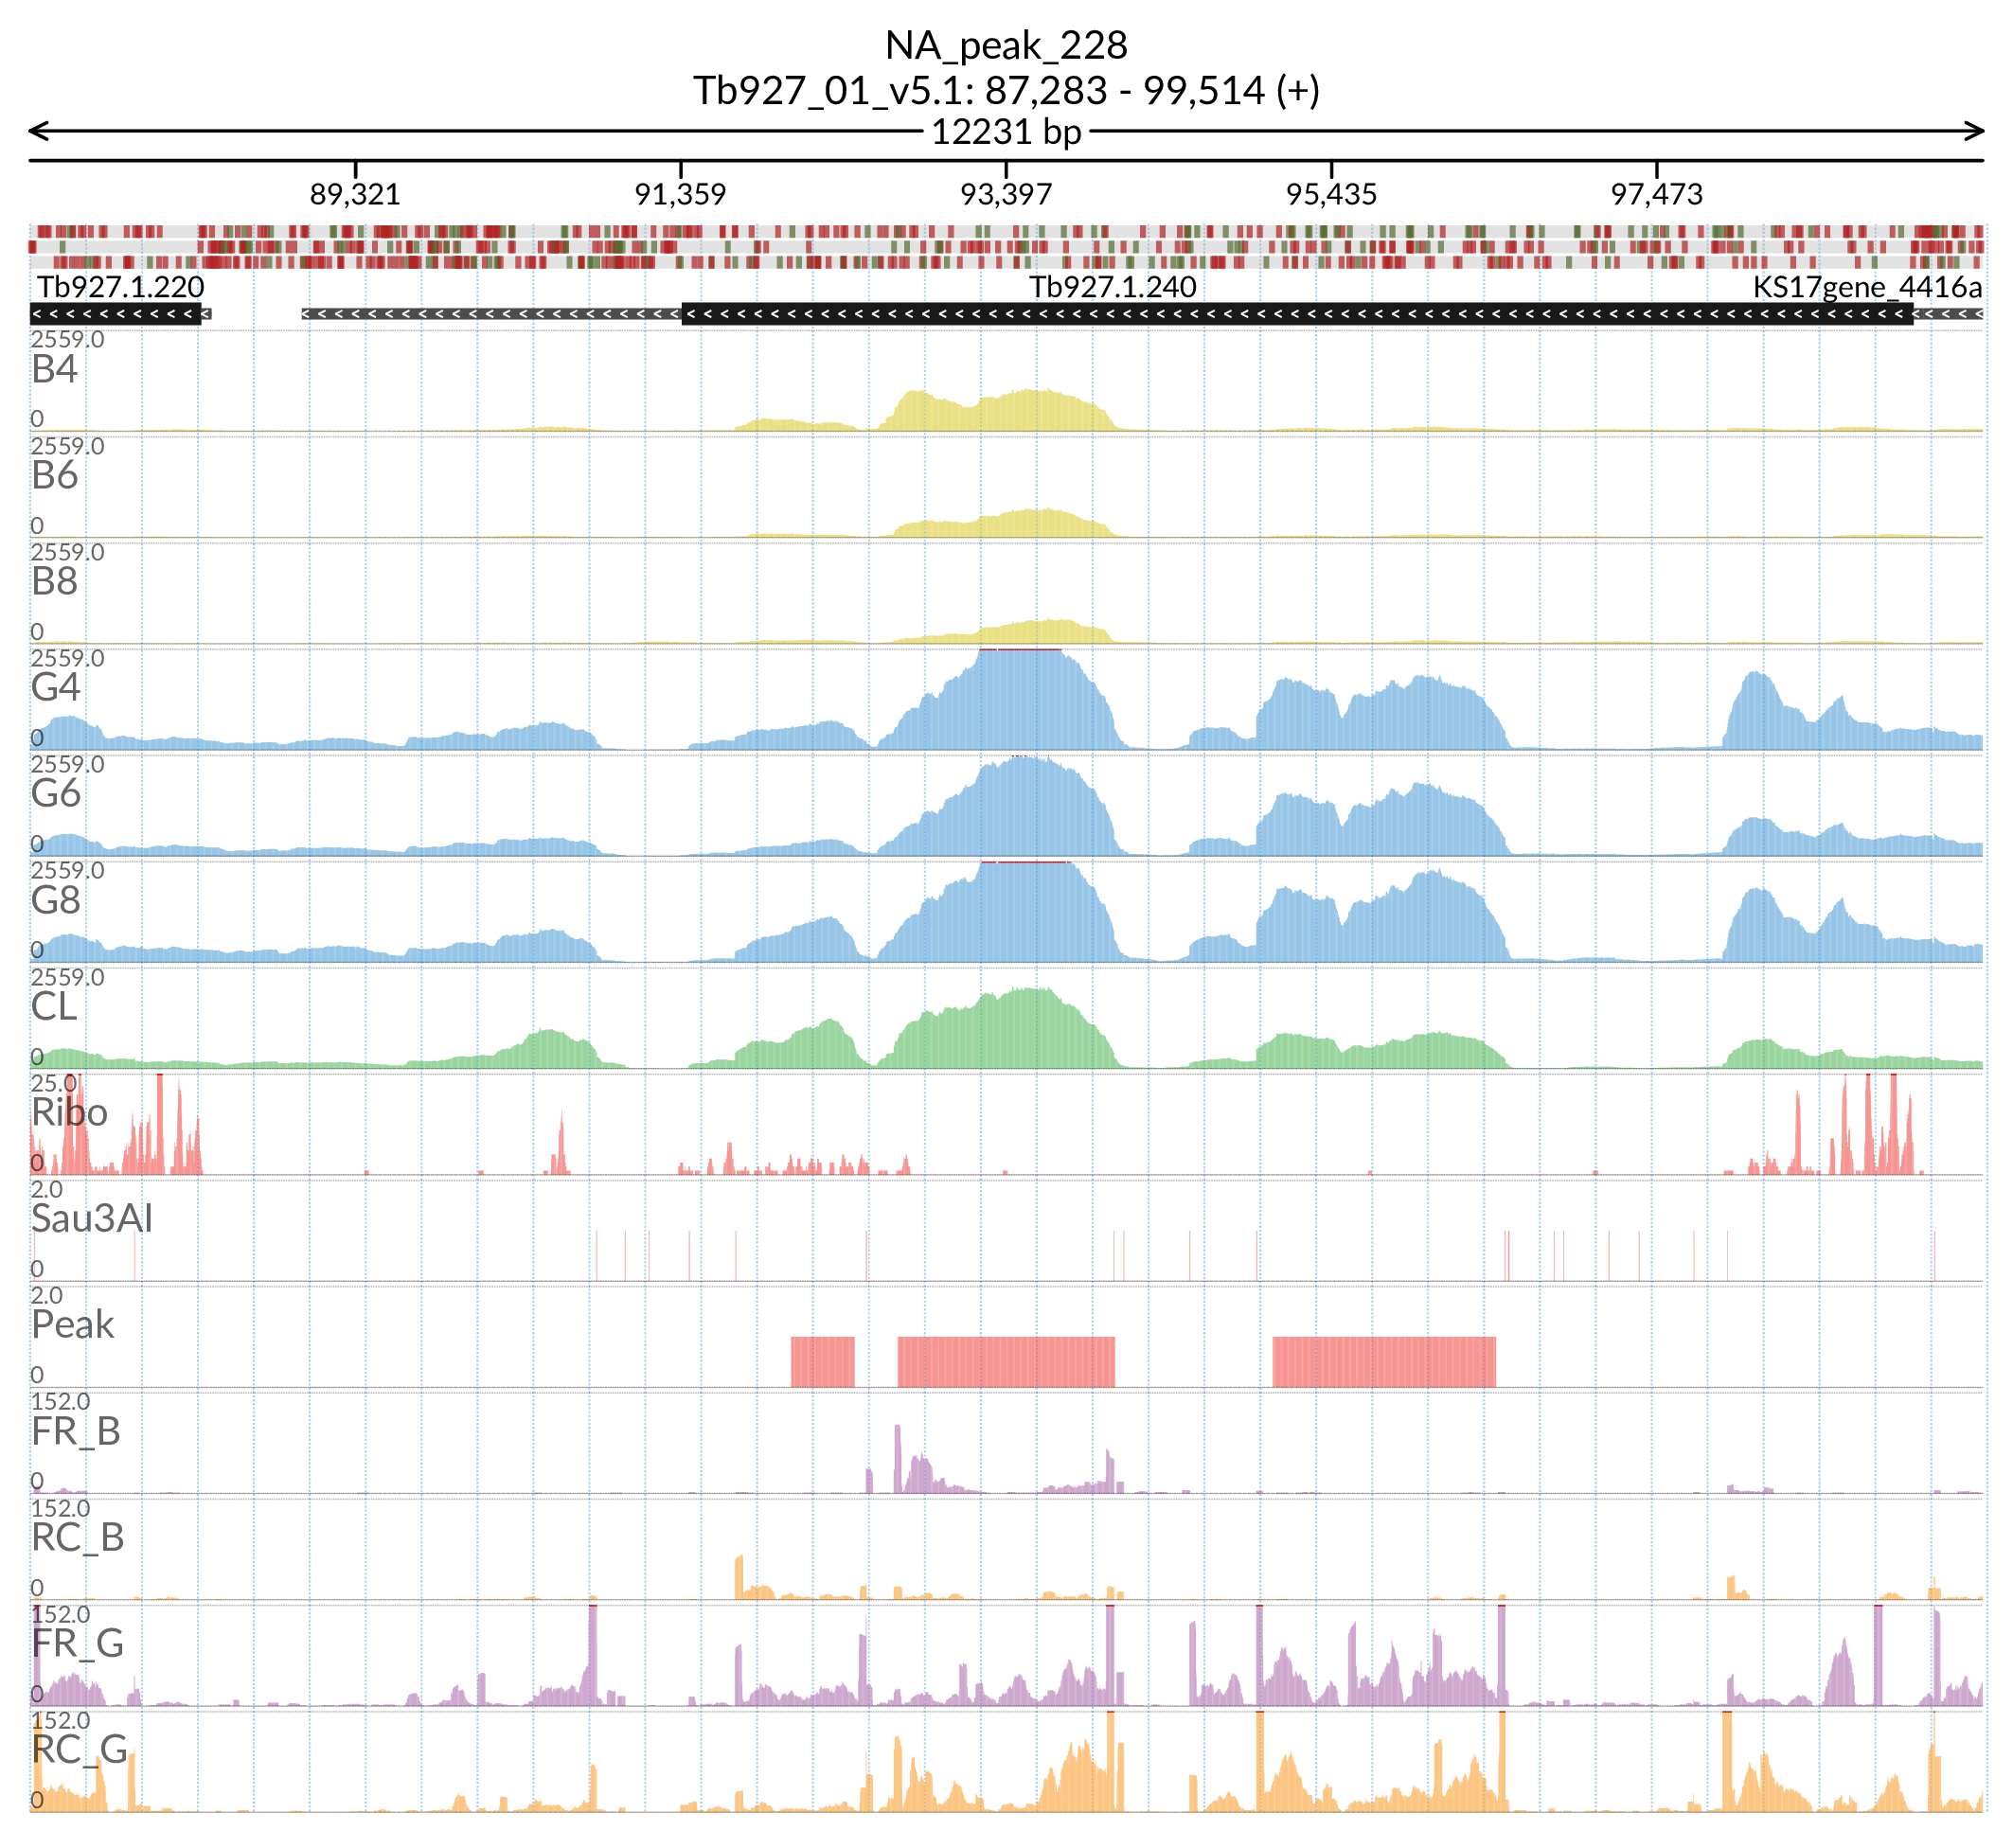 NA_peak_228
Tb927_01_v5.1: 87,283 - 99,514 (+)
12231 bp
89,321 91,359 93,397 95,435 97,473
Tb927.1.220 Tb927.1.240 KS17gene_4416a
2559.0
B4
0
2559.0
B6
0
2559.0
B8
0
2559.0
G4
0
2559.0
G6
0
2559.0
G8
0
2559.0
CL
0
25.0
Ribo
0
2.0
Sau3AI
0
2.0
Peak
0
152.0
FR_B
0
152.0
RC_B
0
152.0
FR_G
0
152.0
RC_G
0